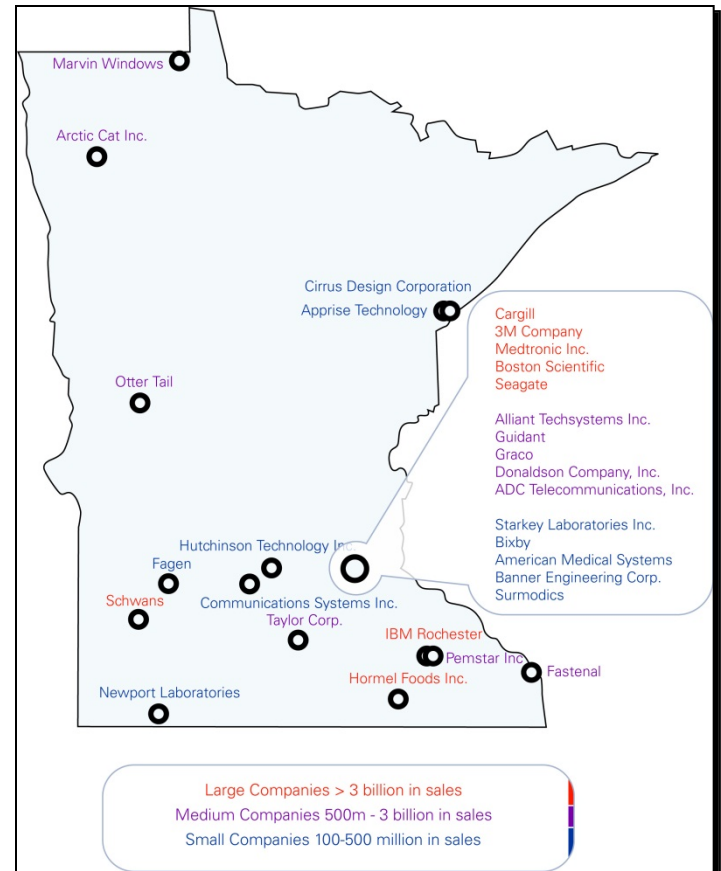 Marvin Windows
Arctic Cat Inc.
Cirrus Design Corporation
Apprise Technology
Cargill
3M Company
Medtronic Inc.
Boston Scientific
Seagate
Otter Tail
Alliant Techsystems Inc.
Guidant
Graco
Donaldson Company, Inc.
ADC Telecommunications, Inc.
Starkey Laboratories Inc.
Bixby
American Medical Systems
Banner Engineering Corp.
Surmodics
Hutchinson Technology Inc.
Fagen
Schwans
Communications Systems Inc.
Taylor Corp.
IBM Rochester
Pemstar Inc
Fastenal
Hormel Foods Inc.
Newport Laboratories
Large Companies > 3 billion in sales
Medium Companies 500m - 3 billion in sales
Small Companies 100-500 million in sales